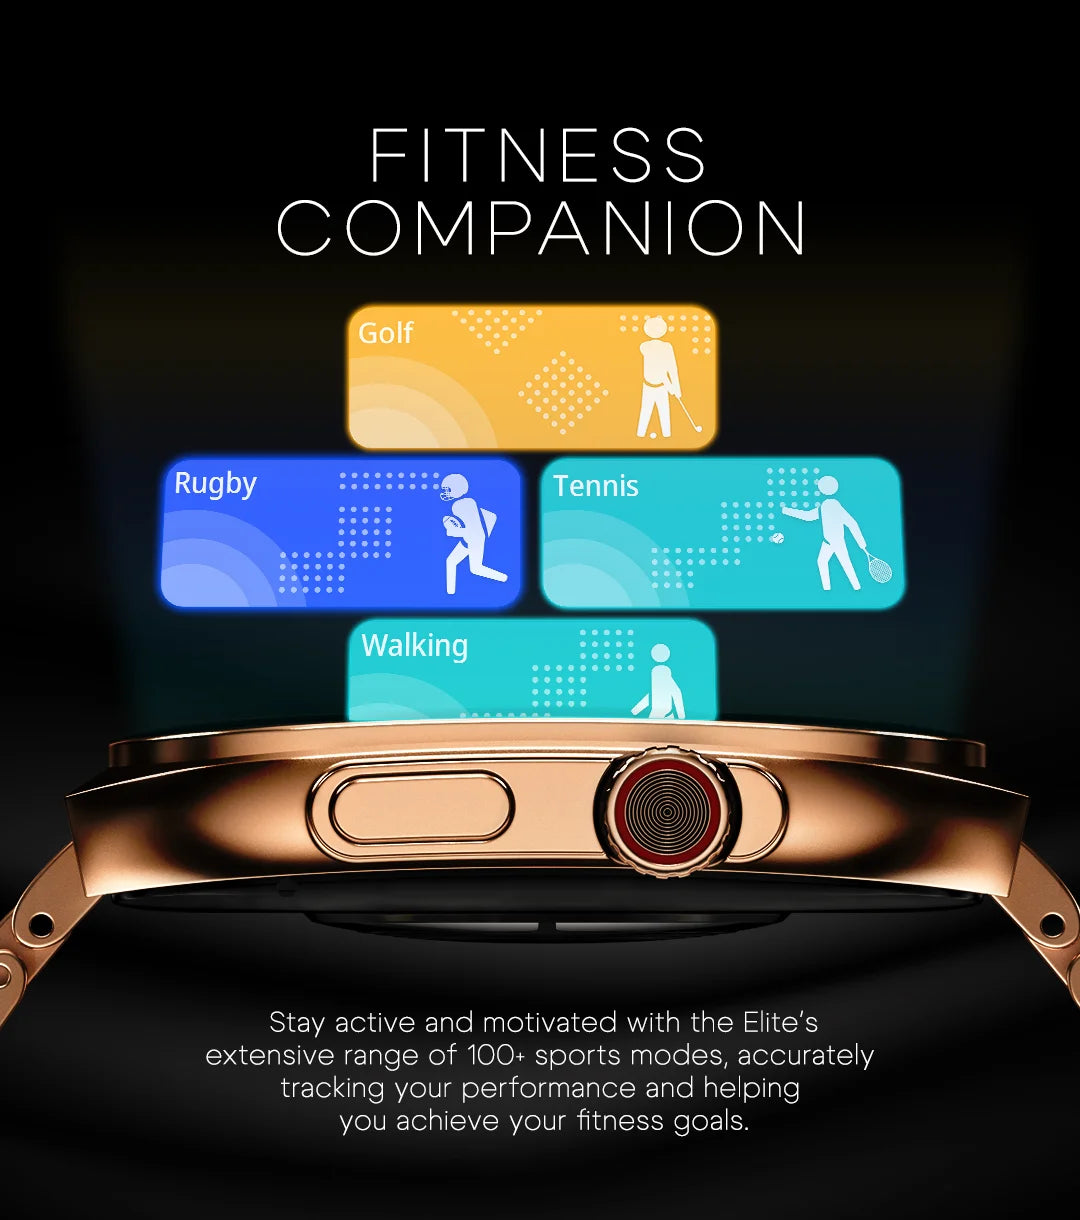 FITNESS
COMPANION
Golf
Rugby
Tennis
Walking
Stay active and motivated with the Elite's
extensive range of 100+ sports modes, accurately
tracking your performance and helping
you achieve your fitness goals.